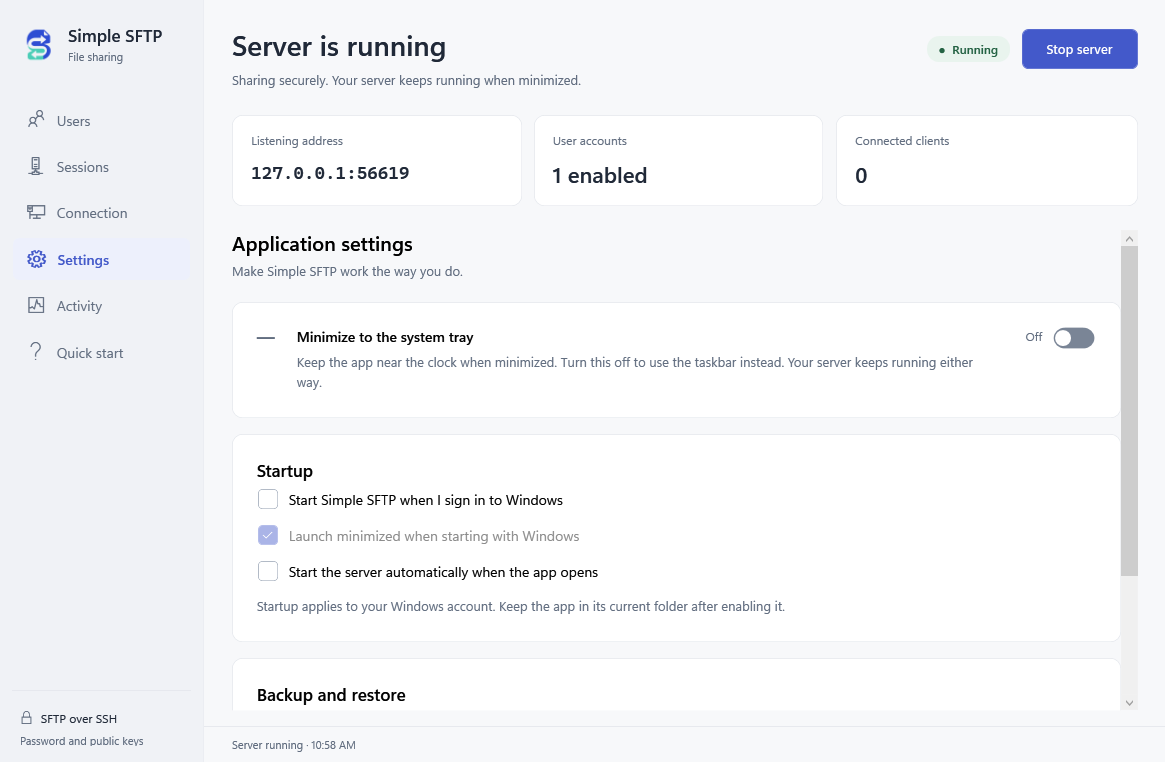 Simple SFTP
File sharing
Users
Sessions
Connection
Settings
Activity
Quick start
SFTP over SSH
Password and public keys
Server is running
Sharing securely. Your server keeps running when minimized.
Running
Stop server
Listening address
127.0.0.1:56619
User accounts
1 enabled
Connected clients
0
Application settings
Make Simple SFTP work the way you do.
Minimize to the system tray
Off
Keep the app near the clock when minimized. Turn this off to use the taskbar instead. Your server keeps running either
way.
Startup
Start Simple SFTP when I sign in to Windows
Launch minimized when starting with Windows
Start the server automatically when the app opens
Startup applies to your Windows account. Keep the app in its current folder after enabling it.
Backup and restore
Server running · 10:58 AM